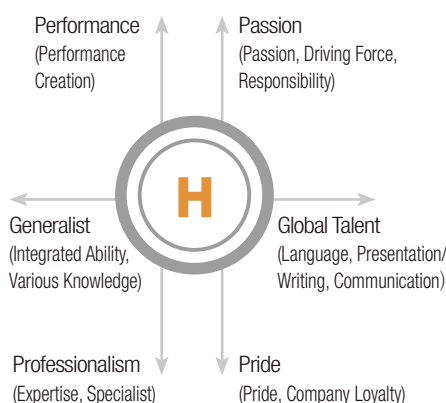 Performance
(Performance
Creation)
Passion
(Passion, Driving Force,
Responsibility)
H
Generalist
(Integrated Ability,
Various Knowledge)
Global Talent
(Language, Presentation/
Writing, Communication)
Professionalism
(Expertise, Specialist)
Pride
(Pride, Company Loyalty)